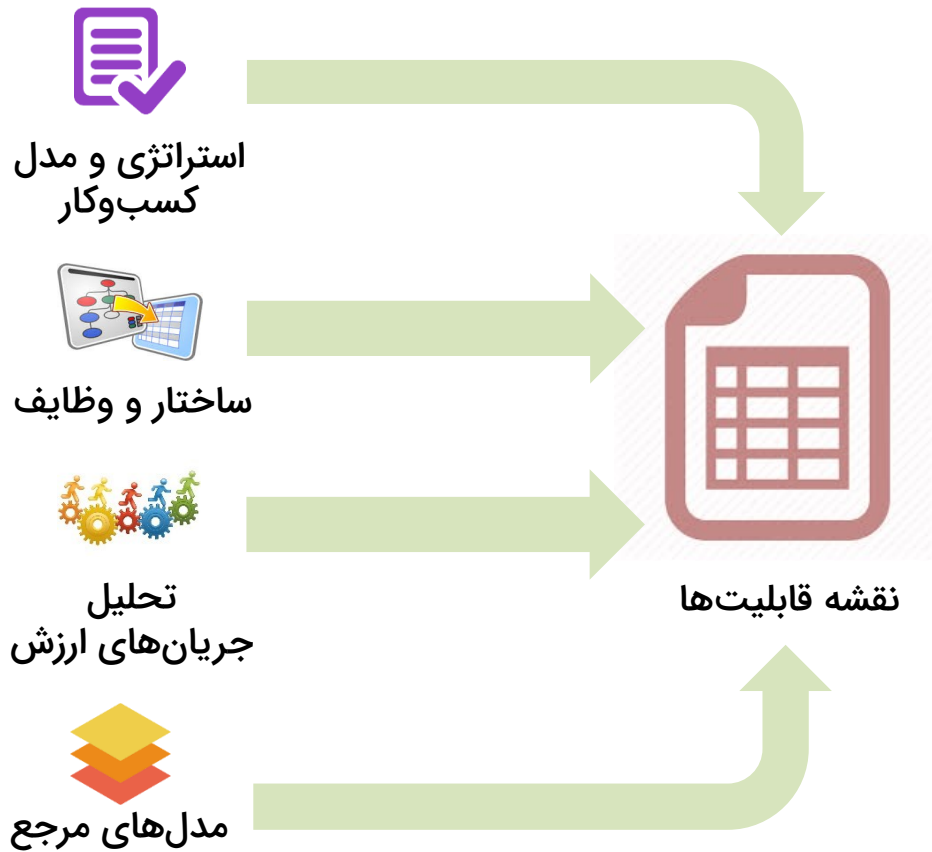 استراتژی و مدل
کسب‌وکار
ساختار و وظایف
تحلیل
جریان‌های ارزش
مدل‌های مرجع
نقشه قابلیت‌ها